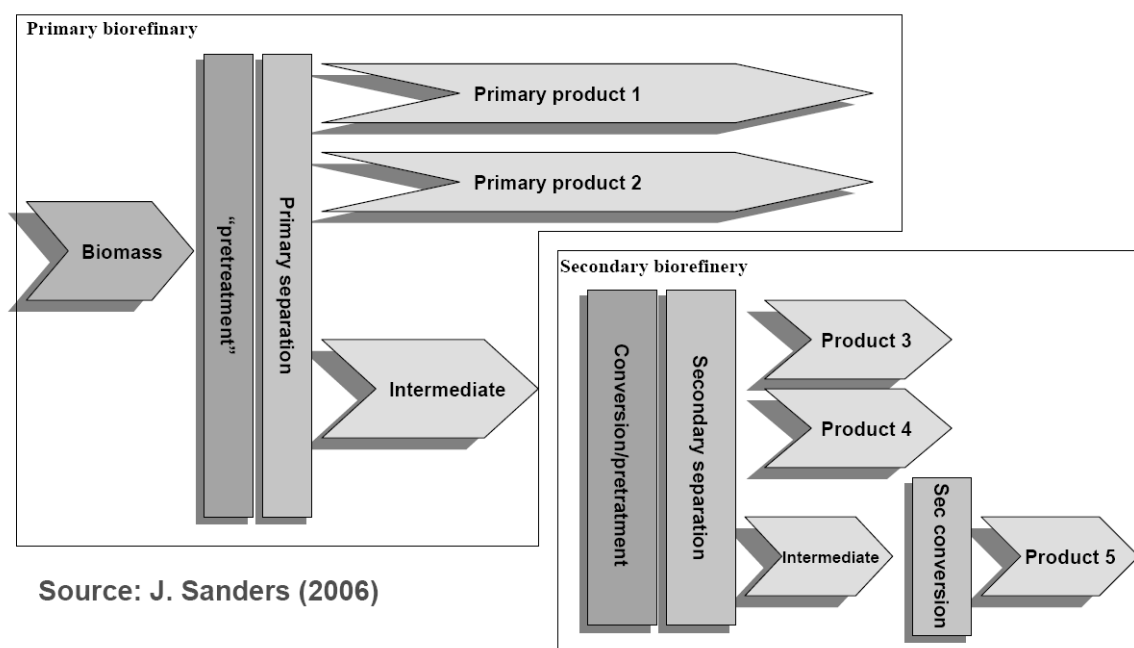 Primary biorefinary
Primary product 1
Primary product 2
Biomass
“pretreatment”
Primary separation
Intermediate
Secondary biorefinery
Conversion/pretratment
Secondary separation
Product 3
Product 4
Intermediate
Sec conversion
Product 5
Source: J. Sanders (2006)